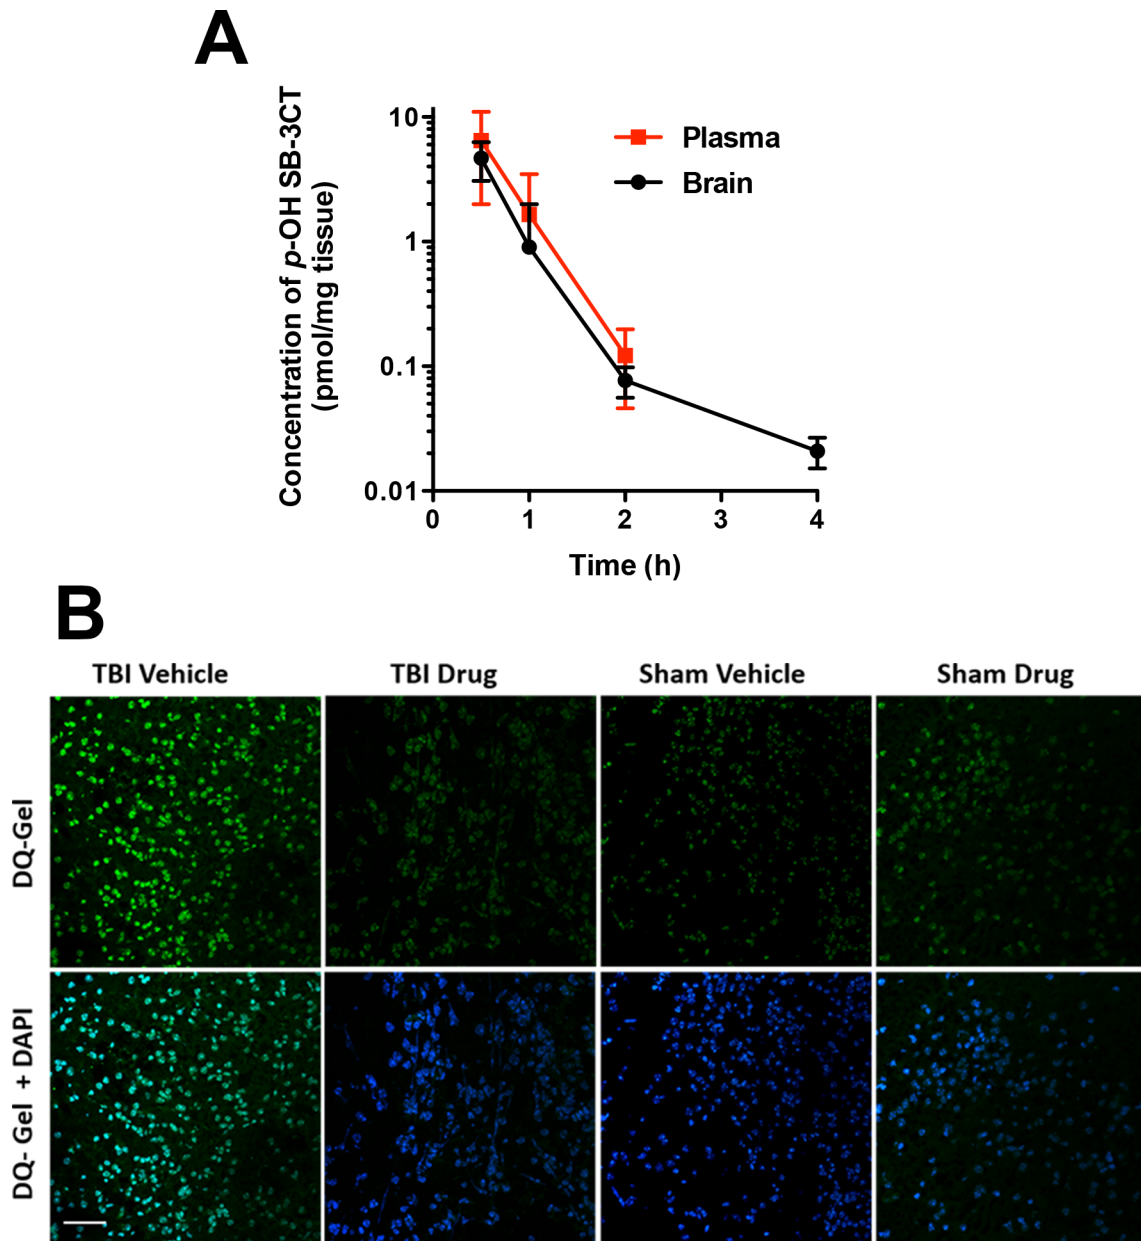 A
Concentration of p-OH SB-3CT
(pmol/mg tissue)
10
1
0.1
0.01
0
1
2
3
4
Time (h)
Plasma
Brain
B
TBI Vehicle
TBI Drug
Sham Vehicle
Sham Drug
DQ-Gel
DQ- Gel + DAPI